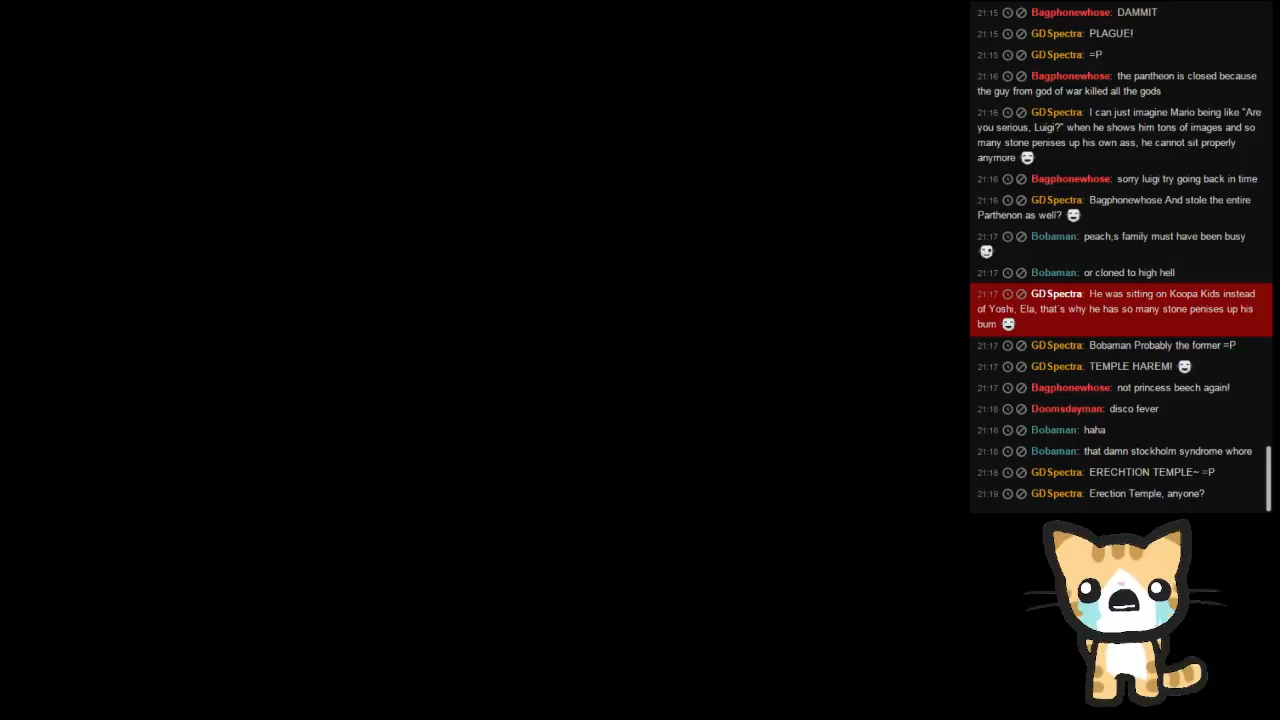 21:15 Bagphonewhose: DAMMIT
21:15 GDSpectra: PLAGUE!
21:15 GDSpectra: =P
21:16 Bagphonewhose: the pantheon is closed because
the guy from god of war killed all the gods
21:16 GDSpectra: I can just imagine Mario being like "Are
you serious, Luigi?" when he shows him tons of images and so
many stone penises up his own ass, he cannot sit properly
anymore
21:16 Bagphonewhose: sorry luigi try going back in time
21:16 GDSpectra: Bagphonewhose And stole the entire
Parthenon as well?
21:17 Bobaman: peach,s family must have been busy
21:17 Bobaman: or cloned to high hell
21:17 GDSpectra: He was sitting on Koopa Kids instead
of Yoshi, Ela, that's why he has so many stone penises up his
bum
21:17 GDSpectra: Bobaman Probably the former =P
21:17 GDSpectra: TEMPLE HAREM!
21:17 Bagphonewhose: not princess beech again!
21:18 Doomsdayman: disco fever
21:18 Bobaman: haha
21:18 Bobaman: that damn stockholm syndrome whore
21:18 GDSpectra: ERECHTION TEMPLE~ =P
21:19 GDSpectra: Erection Temple, anyone?